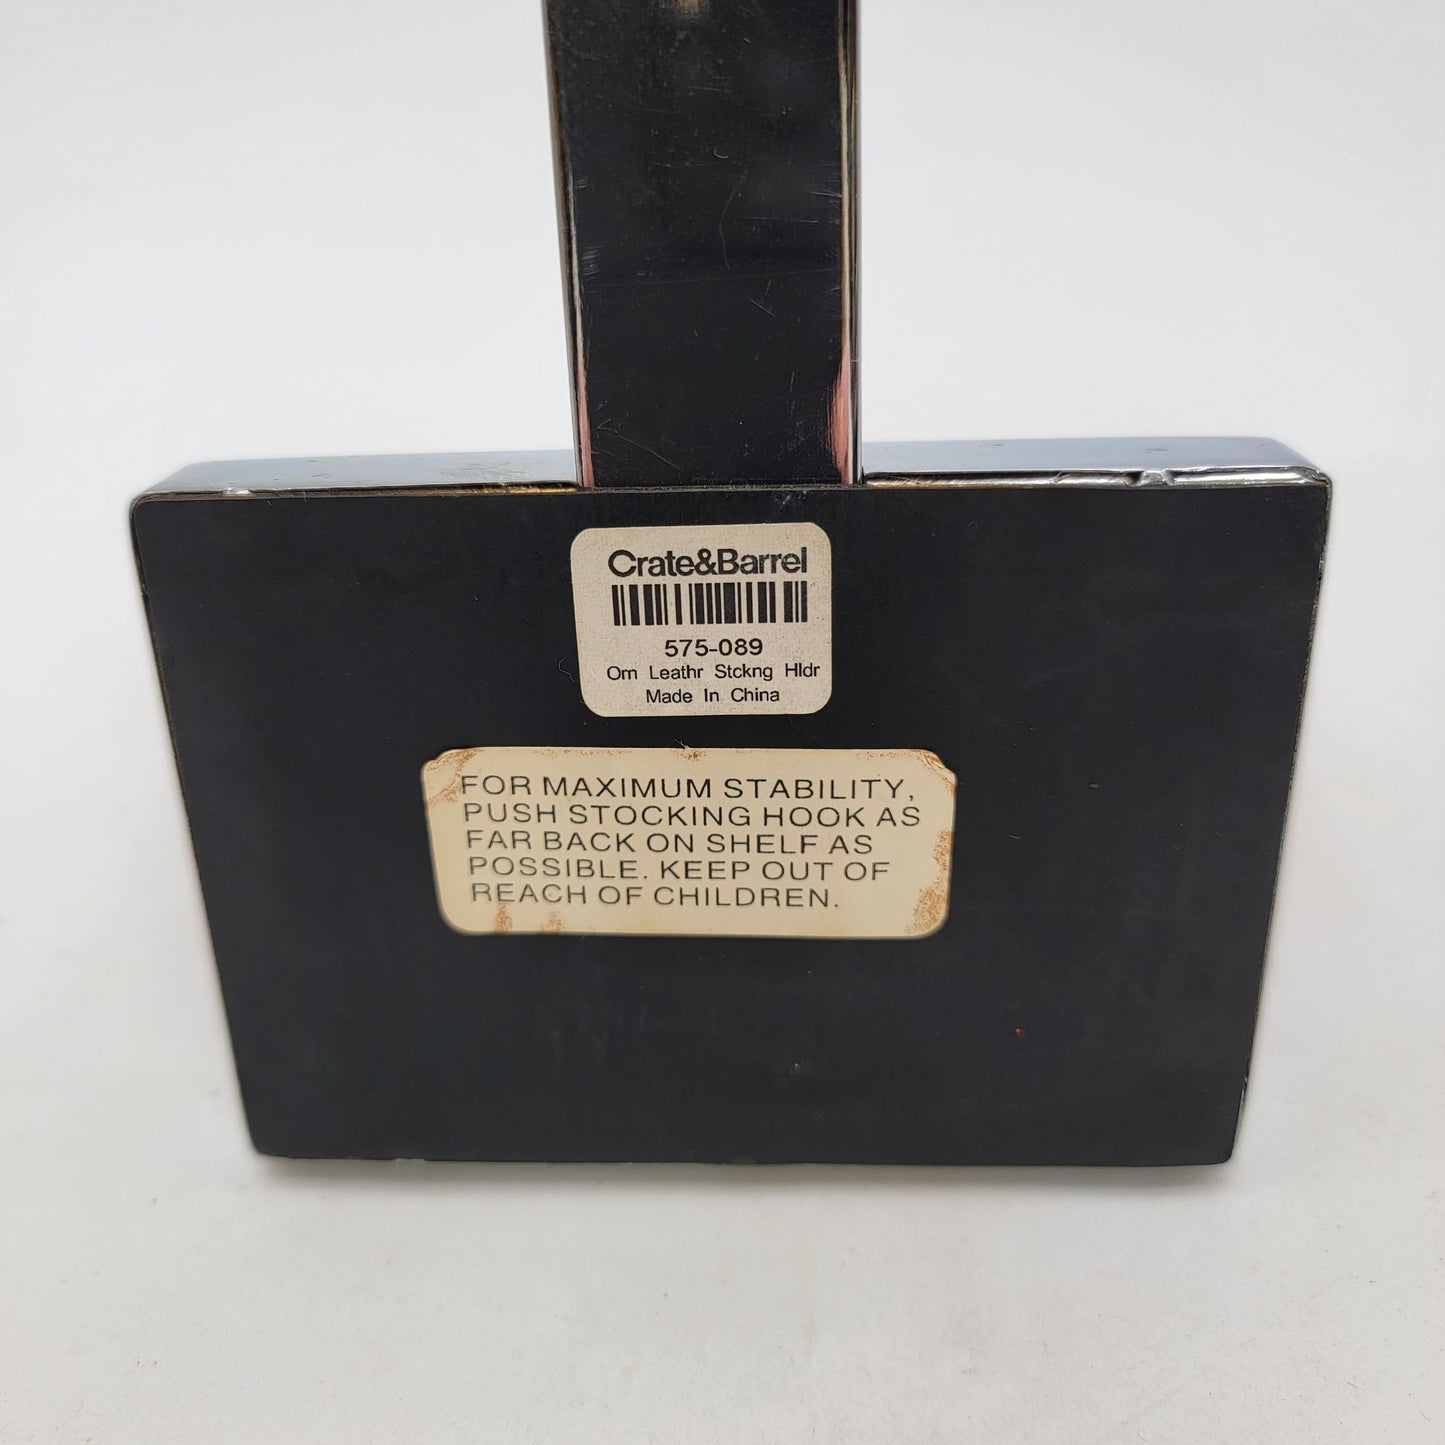 Crate&Barrel
575-089
Orn Leathr Stckng Hldr
Made In China
FOR MAXIMUM STABILITY,
PUSH STOCKING HOOK AS
FAR BACK ON SHELF AS
POSSIBLE. KEEP OUT OF
REACH OF CHILDREN.